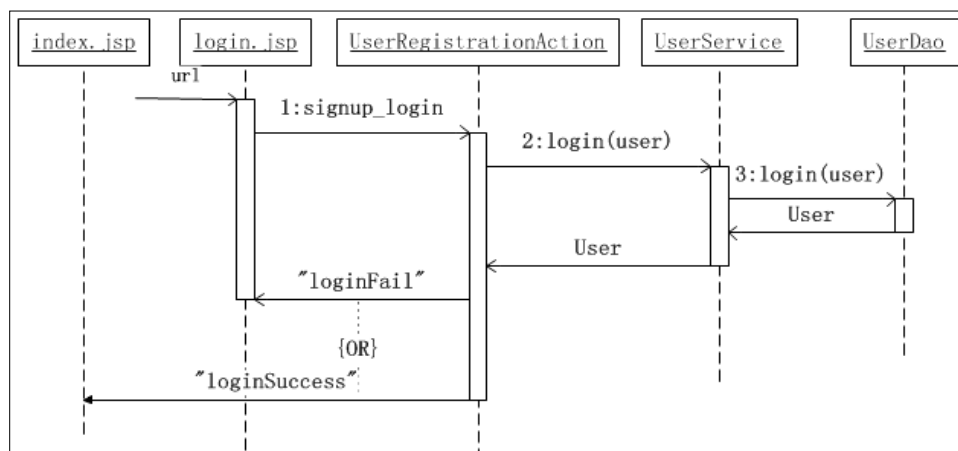 index.jsp
login.jsp
UserRegistrationAction
UserService
UserDao
url
1:signup_login
2:login(user)
3:login(user)
User
User
"loginFail"
{OR}
"loginSuccess"